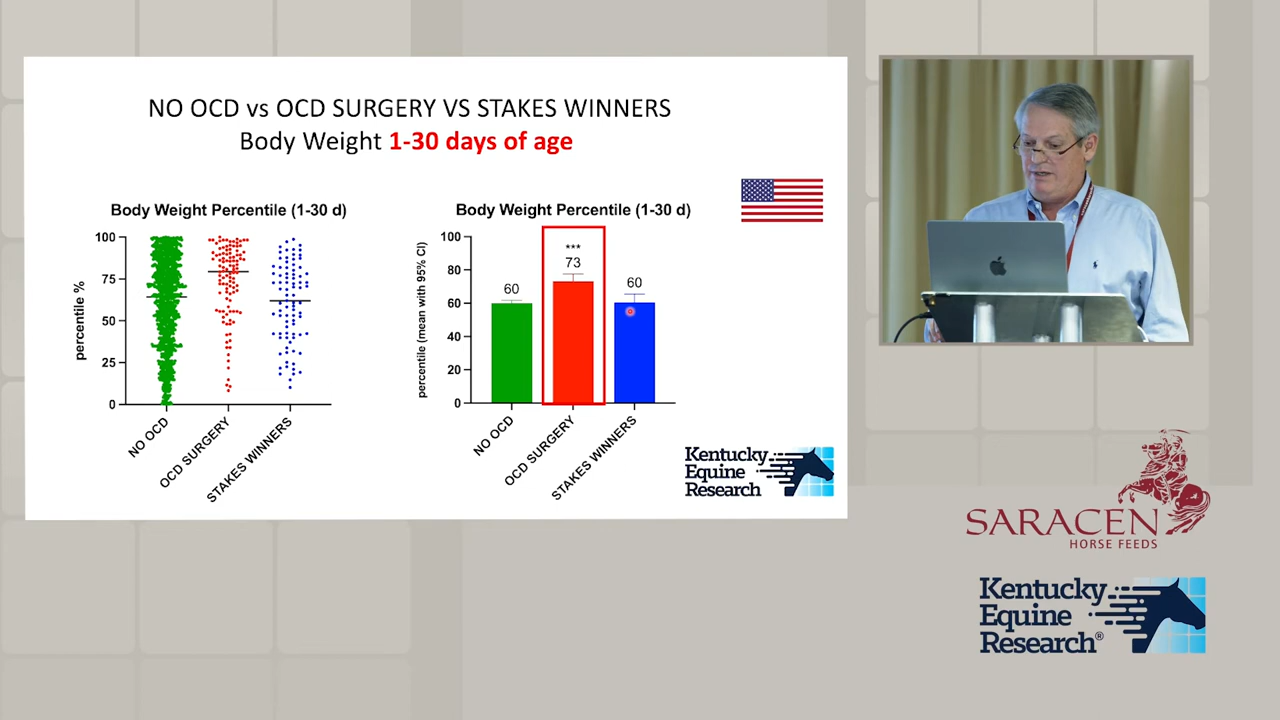 NO OCD vs OCD SURGERY VS STAKES WINNERS
Body Weight 1-30 days of age
Body Weight Percentile (1-30 d)
percentile %
100
75
50
25
0
NO OCD
OCD SURGERY
STAKES WINNERS
Body Weight Percentile (1-30 d)
percentile (mean with 95% CI)
100
80
60
40
20
0
60
***
73
60
NO OCD
OCD SURGERY
STAKES WINNERS
Kentucky
Equine
Research
SARACEN
HORSE FEEDS
Kentucky
Equine
Research®